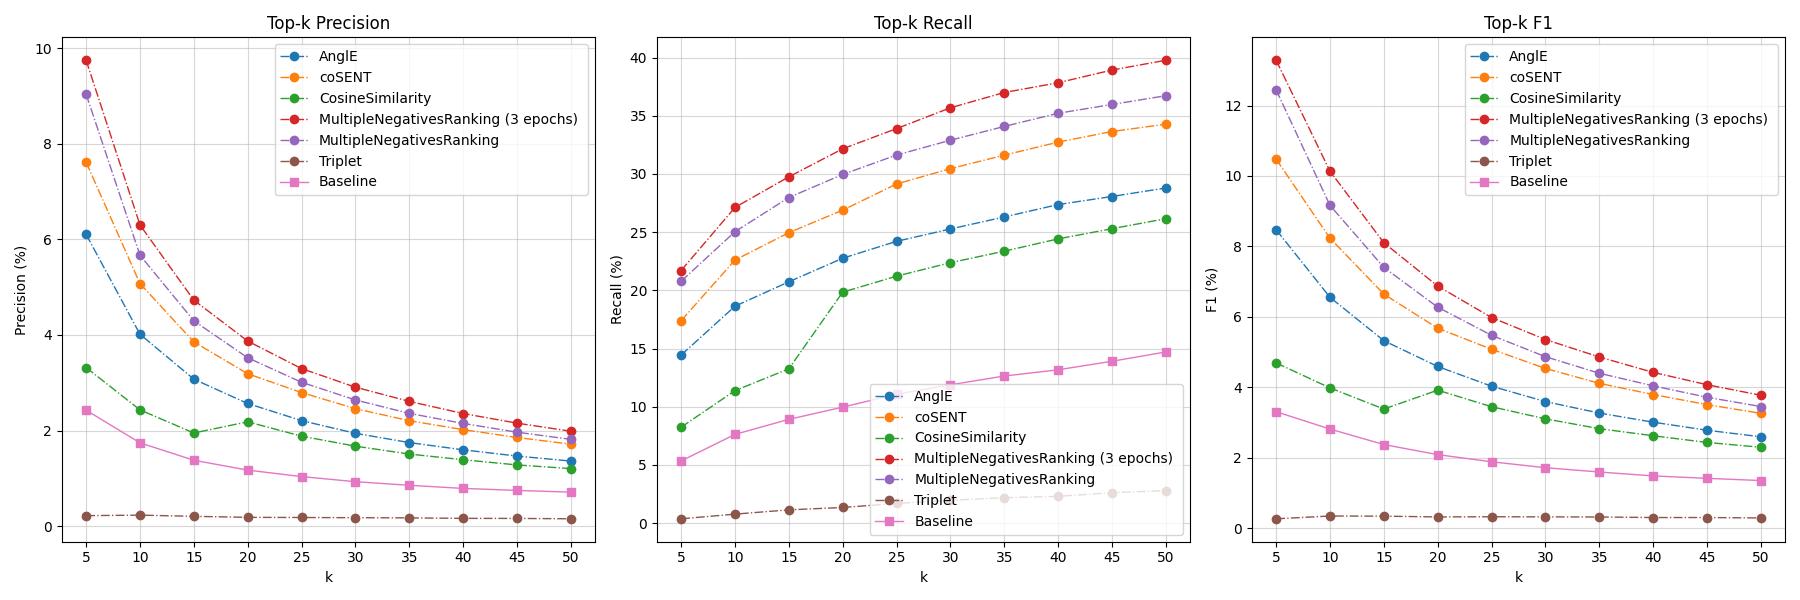 Top-k Precision
10
8
6
4
2
0
Precision (%)
5 10 15 20 25 30 35 40 45 50
k
AnglE
coSENT
CosineSimilarity
MultipleNegativesRanking (3 epochs)
MultipleNegativesRanking
Triplet
Baseline
Top-k Recall
40
35
30
25
20
15
10
5
0
Recall (%)
5 10 15 20 25 30 35 40 45 50
k
AnglE
coSENT
CosineSimilarity
MultipleNegativesRanking (3 epochs)
MultipleNegativesRanking
Triplet
Baseline
Top-k F1
12
10
8
6
4
2
0
F1 (%)
5 10 15 20 25 30 35 40 45 50
k
AnglE
coSENT
CosineSimilarity
MultipleNegativesRanking (3 epochs)
MultipleNegativesRanking
Triplet
Baseline